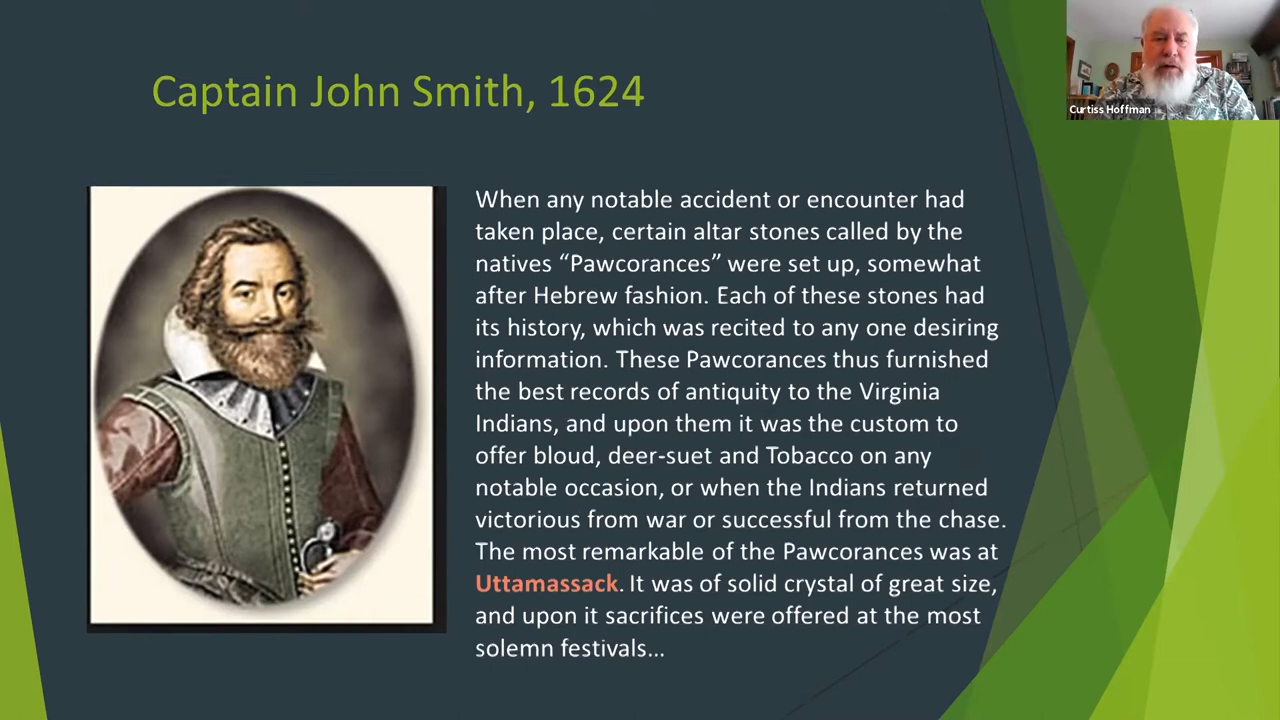 Captain John Smith, 1624
Curtiss Hoffman
When any notable accident or encounter had
taken place, certain altar stones called by the
natives “Pawcorances” were set up, somewhat
after Hebrew fashion. Each of these stones had
its history, which was recited to any one desiring
information. These Pawcorances thus furnished
the best records of antiquity to the Virginia
Indians, and upon them it was the custom to
offer bloud, deer-suet and Tobacco on any
notable occasion, or when the Indians returned
victorious from war or successful from the chase.
The most remarkable of the Pawcorances was at
Uttamassack. It was of solid crystal of great size,
and upon it sacrifices were offered at the most
solemn festivals…